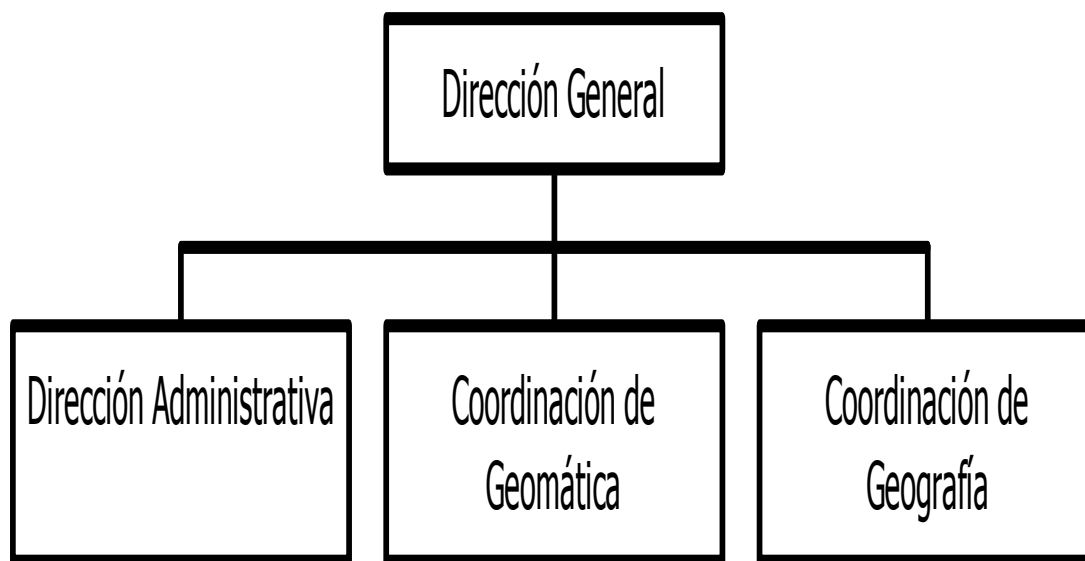 Dirección General
Dirección Administrativa
Coordinación de
Geomática
Coordinación de
Geografía